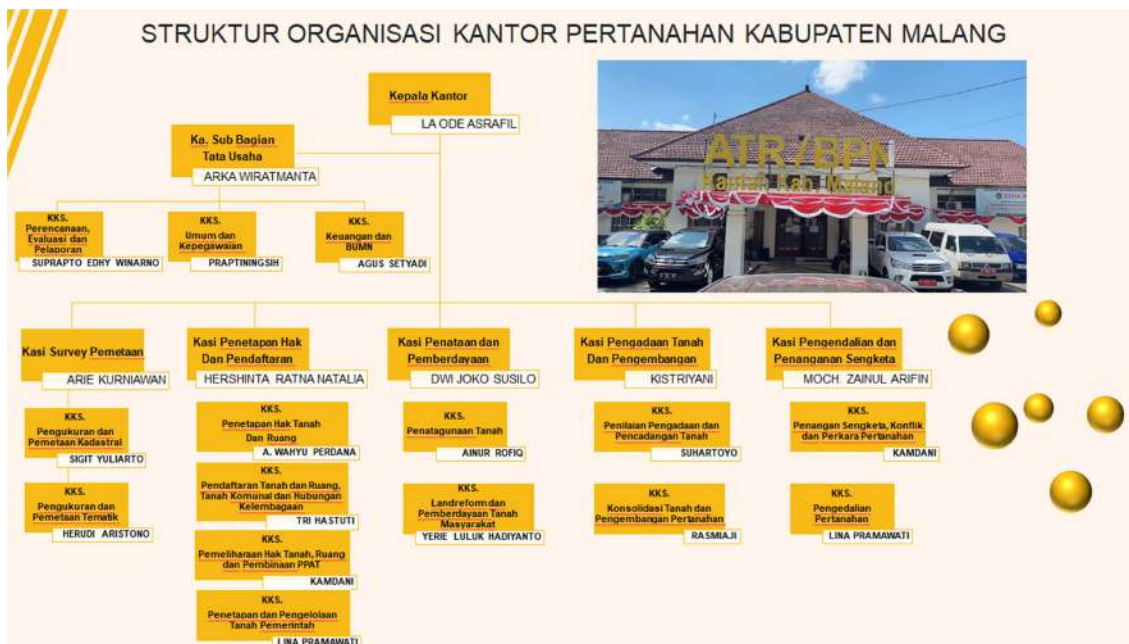 STRUKTUR ORGANISASI KANTOR PERTANAHAN KABUPATEN MALANG
Kepala Kantor
LA ODE ASRAFIL
Ka. Sub Bagian
Tata Usaha
ARKA WIRATMANTA
KKS.
Perencanaan,
Evaluasi dan
Pelaporan
SUPRAPTO EDHY WINARNO
KKS.
Umum dan
Kepegawaian
PRAPTININGSIH
KKS.
Keuangan dan
BUMN
AGUS SETYADI
ATR/BPN
Kantah Kab. Malang
Kasi Survey Pemetaan
ARIE KURNIAWAN
KKS.
Pengukuran dan
Pemetaan Kadastral
SIGIT YULIARTO
KKS.
Pengukuran dan
Pemetaan Tematik
HERUDI ARISTONO
Kasi Penetapan Hak
Dan Pendaftaran
HERSHINTA RATNA NATALIA
KKS.
Penetapan Hak Tanah
Dan Ruang
A. WAHYU PERDANA
KKS.
Pendaftaran Tanah dan Ruang,
Tanah Komunal dan Hubungan
Kelembagaan
TRI HASTUTI
KKS.
Pemeliharaan Hak Tanah, Ruang
dan Pembinaan PPAT
KAMDANI
KKS.
Penetapan dan Pengelolaan
Tanah Pemerintah
LINA PRAMAWATI
Kasi Penataan dan
Pemberdayaan
DWI JOKO SUSILO
KKS.
Penatagunaan Tanah
AINUR ROFIQ
KKS.
Landreform dan
Pemberdayaan Tanah
Masyarakat
YERIE LULUK HADIYANTO
Kasi Pengadaan Tanah
Dan Pengembangan
KISTRIYANI
KKS.
Penilaian Pengadaan dan
Pencadangan Tanah
SUHARTOYO
KKS.
Konsolidasi Tanah dan
Pengembangan Pertanahan
RASMIAJI
Kasi Pengendalian dan
Penanganan Sengketa
MOCH. ZAINUL ARIFIN
KKS.
Penangan Sengketa, Konflik
dan Perkara Pertanahan
KAMDANI
KKS.
Pengedalian
Pertanahan
LINA PRAMAWATI